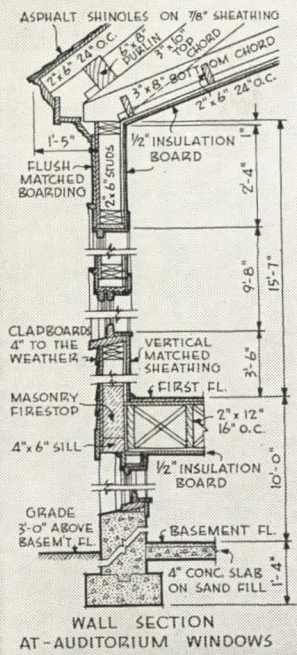 ASPHALT SHINGLES ON 7/8" SHEATHING
2"x6" 24" O.C.
6"x8"
PURLIN
3"x10"
TOP
CHORD
3"x8" BOTTOM CHORD
2"x6" 24" O.C.
1'-5"
1/2" INSULATION
BOARD
1"
FLUSH
MATCHED
BOARDING
2"x6" STUDS
2'-4"
9'-8"
15'-7"
CLAPBOARDS
4" TO THE
WEATHER
VERTICAL
MATCHED
SHEATHING
3'-6"
FIRST FL.
MASONRY
FIRESTOP
2"x12"
16" O.C.
4"x6" SILL
1/2" INSULATION
BOARD
10'-0"
GRADE
3'-0" ABOVE
BASEM'T. FL.
BASEMENT FL.
4" CONC. SLAB
ON SAND FILL
1'-4"
WALL SECTION
AT-AUDITORIUM WINDOWS